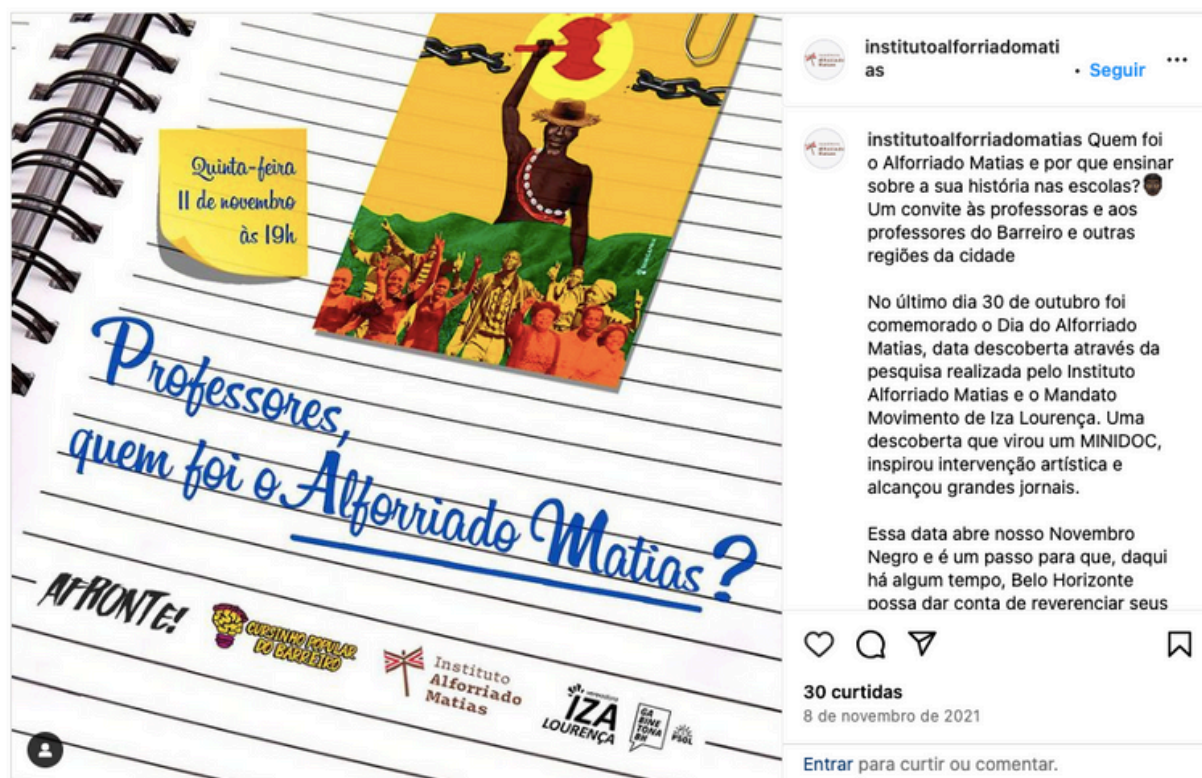 Quinta-feira
11 de novembro
às 19h
Professores,
quem foi o Alforriado Matias?
AFRONTE!
CURSINHO POPULAR
DO BARREIRO
Instituto
Alforriado
Matias
vereadora
IZA
LOURENÇA
GA
BINE
TONA
BH
PSOL
institutoalforriadomati
as
• Seguir
institutoalforriadomatias Quem foi
o Alforriado Matias e por que ensinar
sobre a sua história nas escolas?
Um convite às professoras e aos
professores do Barreiro e outras
regiões da cidade
No último dia 30 de outubro foi
comemorado o Dia do Alforriado
Matias, data descoberta através da
pesquisa realizada pelo Instituto
Alforriado Matias e o Mandato
Movimento de Iza Lourença. Uma
descoberta que virou um MINIDOC,
inspirou intervenção artística e
alcançou grandes jornais.
Essa data abre nosso Novembro
Negro e é um passo para que, daqui
há algum tempo, Belo Horizonte
possa dar conta de reverenciar seus
30 curtidas
8 de novembro de 2021
Entrar para curtir ou comentar.